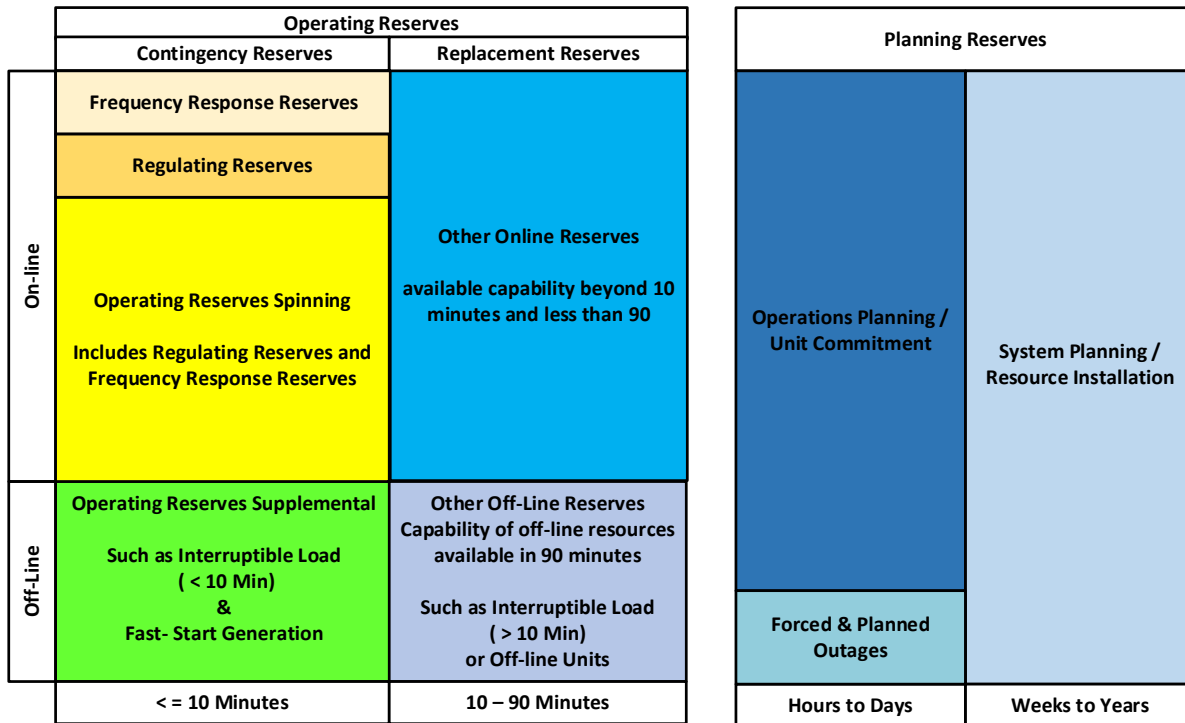 Operating Reserves
Contingency Reserves
Replacement Reserves
On-line
Frequency Response Reserves
Regulating Reserves
Operating Reserves Spinning
Includes Regulating Reserves and
Frequency Response Reserves
Other Online Reserves
available capability beyond 10
minutes and less than 90
Off-Line
Operating Reserves Supplemental
Such as Interruptible Load
( < 10 Min)
&
Fast- Start Generation
Other Off-Line Reserves
Capability of off-line resources
available in 90 minutes
Such as Interruptible Load
( > 10 Min)
or Off-line Units
< = 10 Minutes
10 – 90 Minutes
Planning Reserves
Operations Planning /
Unit Commitment
System Planning /
Resource Installation
Forced & Planned
Outages
Hours to Days
Weeks to Years